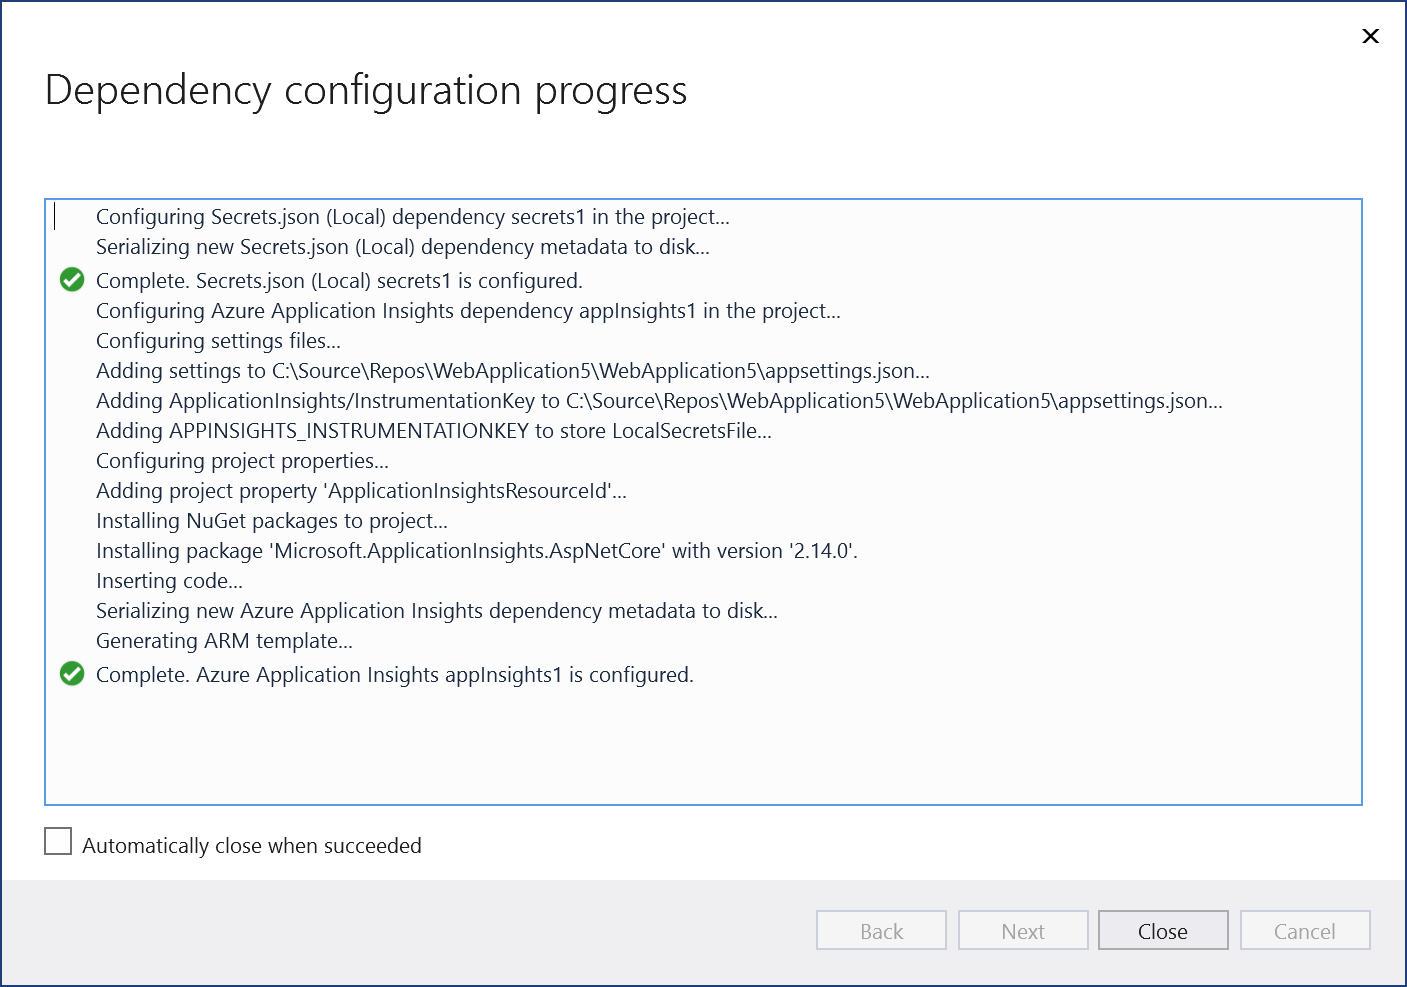 Dependency configuration progress
Configuring Secrets.json (Local) dependency secrets1 in the project...
Serializing new Secrets.json (Local) dependency metadata to disk...
Complete. Secrets.json (Local) secrets1 is configured.
Configuring Azure Application Insights dependency appInsights1 in the project...
Configuring settings files...
Adding settings to C:\Source\Repos\WebApplication5\WebApplication5\appsettings.json...
Adding ApplicationInsights/InstrumentationKey to C:\Source\Repos\WebApplication5\WebApplication5\appsettings.json...
Adding APPINSIGHTS_INSTRUMENTATIONKEY to store LocalSecretsFile...
Configuring project properties...
Adding project property 'ApplicationInsightsResourceId'...
Installing NuGet packages to project...
Installing package 'Microsoft.ApplicationInsights.AspNetCore' with version '2.14.0'.
Inserting code...
Serializing new Azure Application Insights dependency metadata to disk...
Generating ARM template...
Complete. Azure Application Insights appInsights1 is configured.
Automatically close when succeeded
Back
Next
Close
Cancel